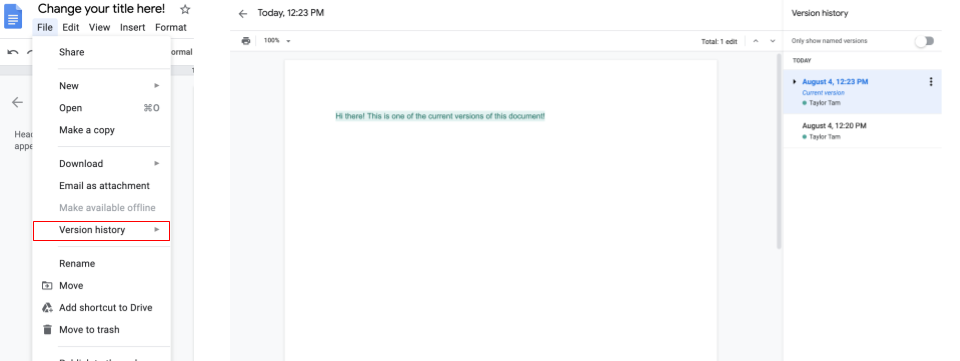 Change your title here!
File Edit View Insert Format
Share
ormal
New
Open ⌘O
Make a copy
Head
appe
Download
Email as attachment
Make available offline
Version history
Rename
Move
Add shortcut to Drive
Move to trash
Today, 12:23 PM
100%
Total: 1 edit
Hi there! This is one of the current versions of this document!
Version history
Only show named versions
TODAY
August 4, 12:23 PM
Current version
Taylor Tam
August 4, 12:20 PM
Taylor Tam